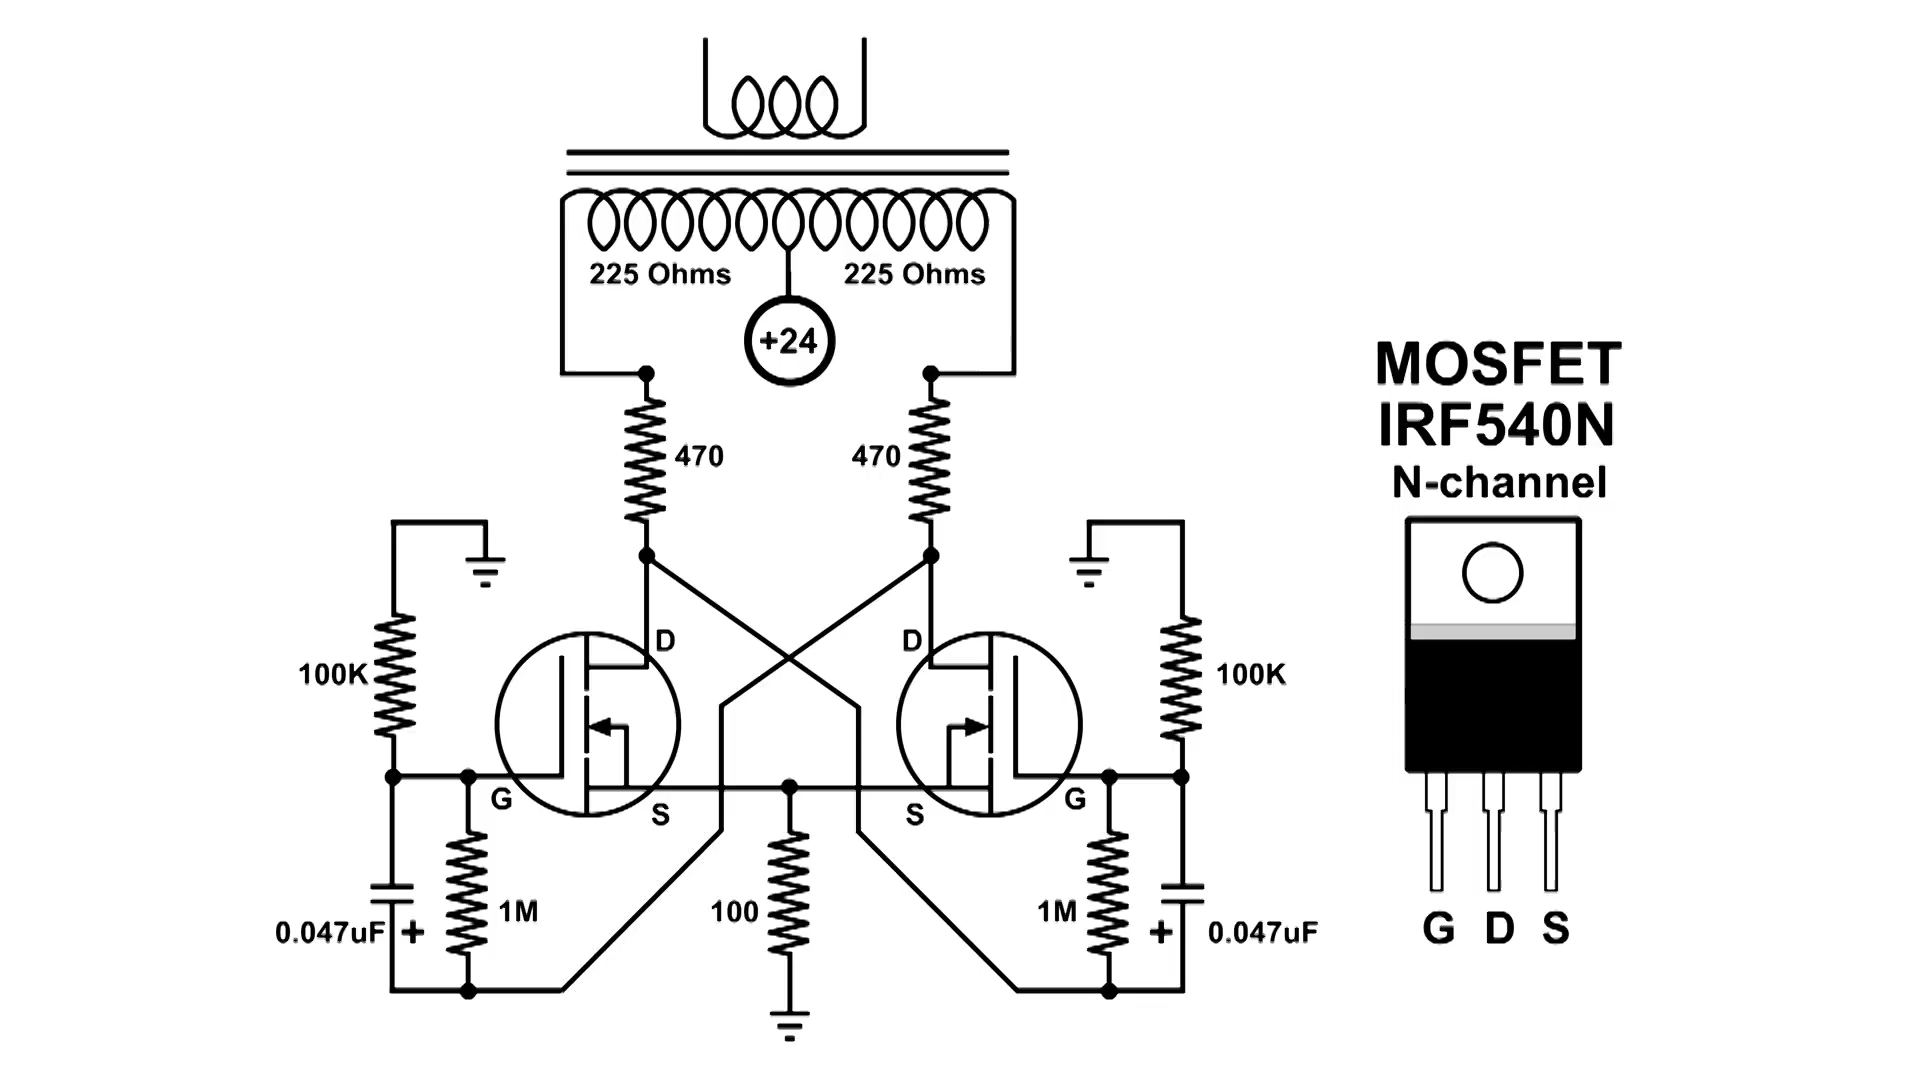 225 Ohms
225 Ohms
+24
470
470
MOSFET
IRF540N
N-channel
D
D
100K
100K
G
S
S
G
1M
100
1M
0.047uF +
+ 0.047uF
G D S